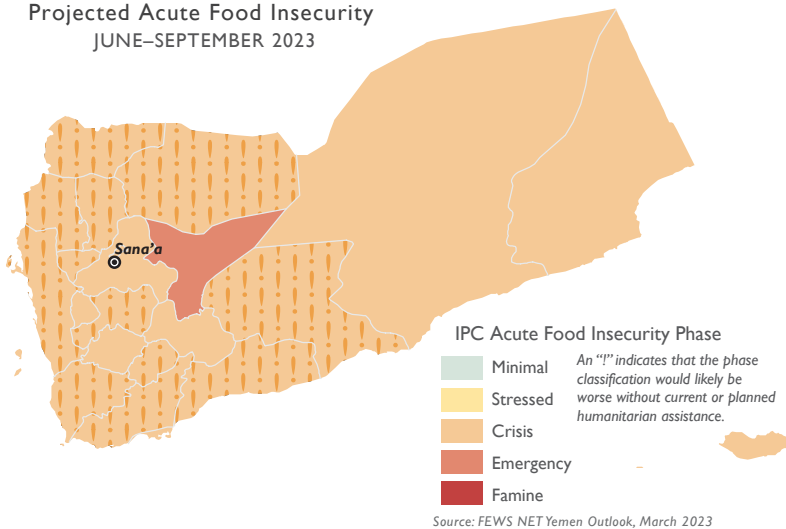 Projected Acute Food Insecurity
JUNE–SEPTEMBER 2023
Sana’a
IPC Acute Food Insecurity Phase
Minimal
Stressed
Crisis
Emergency
Famine
An “!” indicates that the phase
classification would likely be
worse without current or planned
humanitarian assistance.
Source: FEWS NET Yemen Outlook, March 2023